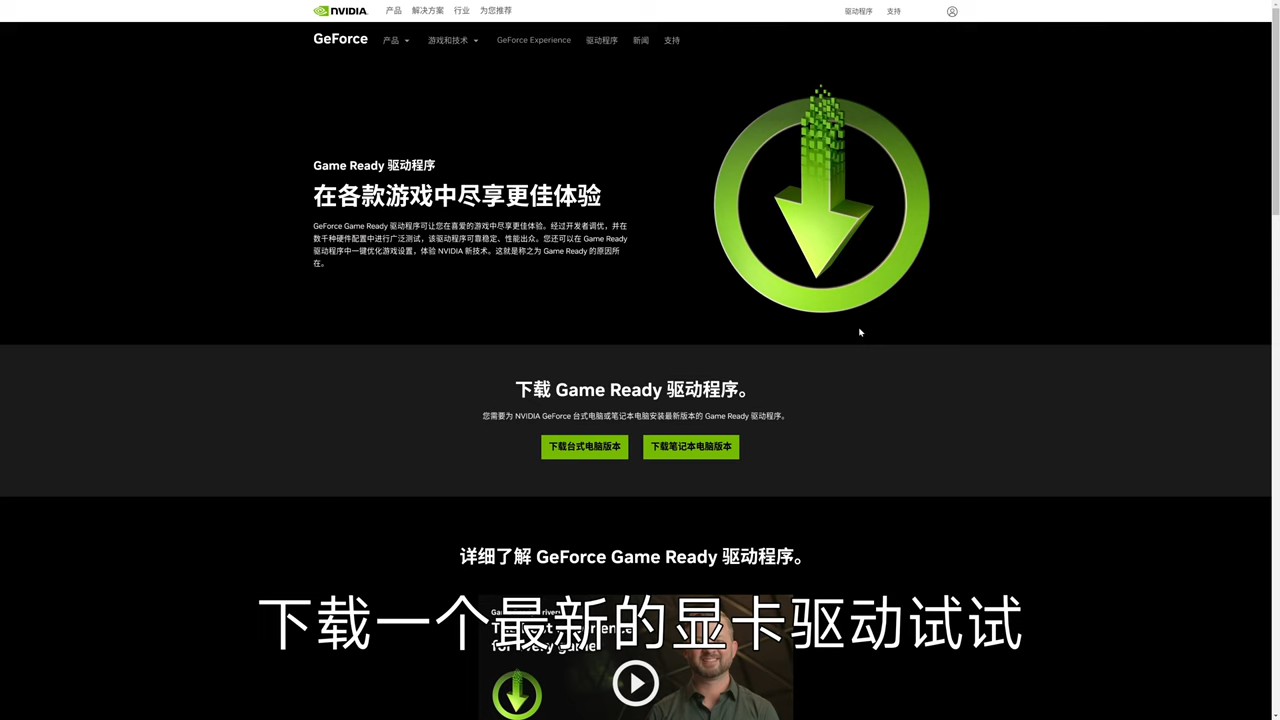 NVIDIA
产品 解决方案 行业 为您推荐 驱动程序 支持
GeForce 产品 游戏和技术 GeForce Experience 驱动程序 新闻 支持
Game Ready 驱动程序
在各款游戏中尽享更佳体验
GeForce Game Ready 驱动程序可让您在喜爱的游戏中尽享更佳体验。经过开发者调优，并在
数千种硬件配置中进行广泛测试，该驱动程序可靠稳定、性能出众。您还可以在 Game Ready
驱动程序中一键优化游戏设置，体验 NVIDIA 新技术。这就是称之为 Game Ready 的原因所
在。
下载 Game Ready 驱动程序。
您需要为 NVIDIA GeForce 台式电脑或笔记本电脑安装最新版本的 Game Ready 驱动程序。
下载台式电脑版本 下载笔记本电脑版本
详细了解 GeForce Game Ready 驱动程序。
下载一个最新的显卡驱动试试